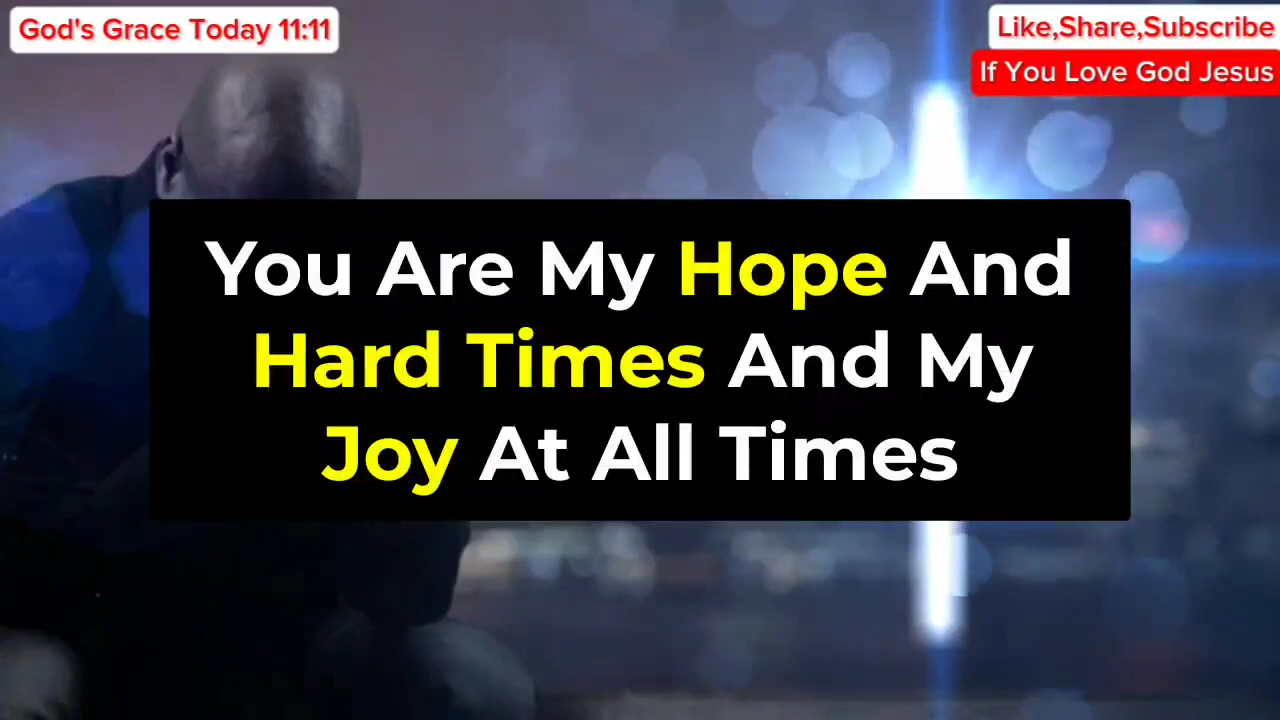 God's Grace Today 11:11
Like,Share,Subscribe
If You Love God Jesus
You Are My Hope And
Hard Times And My
Joy At All Times